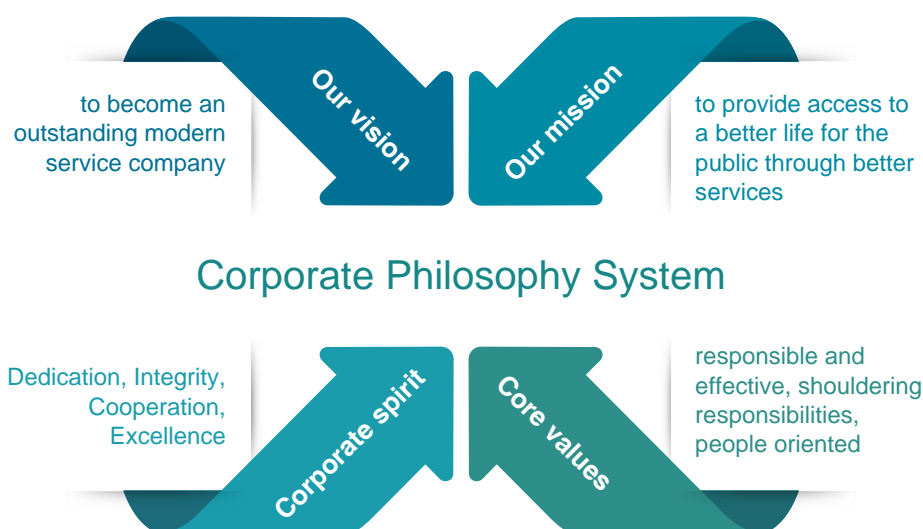 Our vision
to become an
outstanding modern
service company
Our mission
to provide access to
a better life for the
public through better
services
Corporate Philosophy System
Dedication, Integrity,
Cooperation,
Excellence
Corporate spirit
Core values
responsible and
effective, shouldering
responsibilities,
people oriented